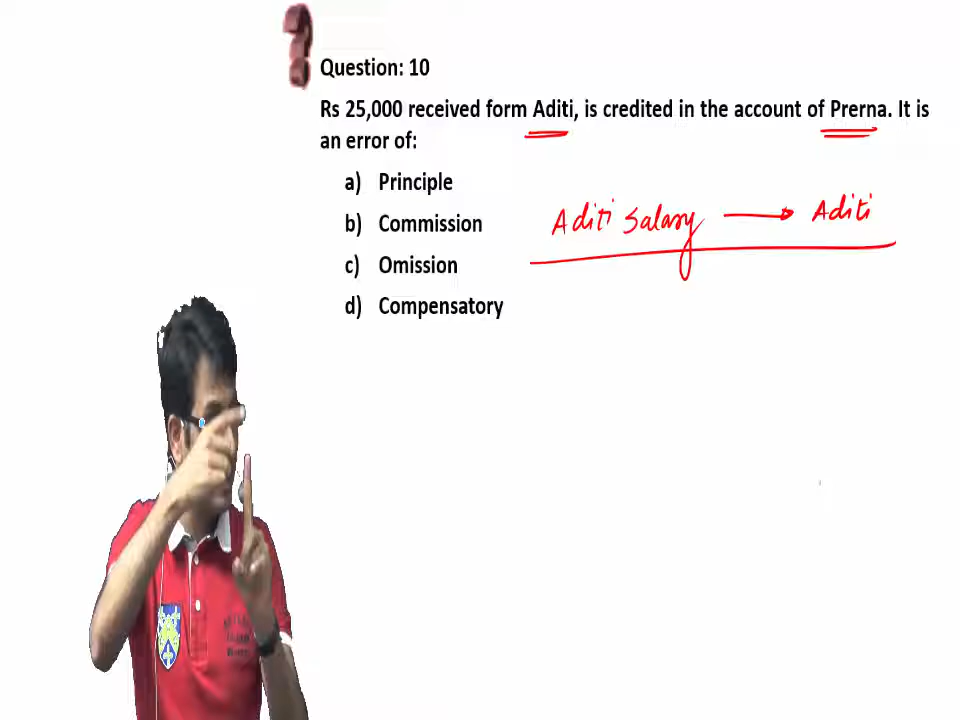 Question: 10
Rs 25,000 received form Aditi, is credited in the account of Prerna. It is
an error of:
a) Principle
b) Commission
c) Omission
d) Compensatory
Aditi Salary → Aditi